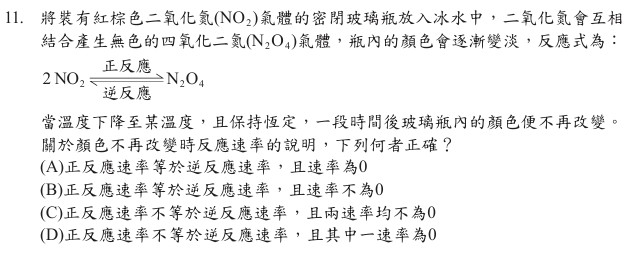 11. 將裝有紅棕色二氧化氮(NO₂)氣體的密閉玻璃瓶放入冰水中，二氧化氮會互相
結合產生無色的四氧化二氮(N₂O₄)氣體，瓶內的顏色會逐漸變淡，反應式為：
正反應
2 NO₂ ⇌ N₂O₄
逆反應
當溫度下降至某溫度，且保持恆定，一段時間後玻璃瓶內的顏色便不再改變。
關於顏色不再改變時反應速率的說明，下列何者正確？
(A)正反應速率等於逆反應速率，且速率為0
(B)正反應速率等於逆反應速率，且速率不為0
(C)正反應速率不等於逆反應速率，且兩速率均不為0
(D)正反應速率不等於逆反應速率，且其中一速率為0